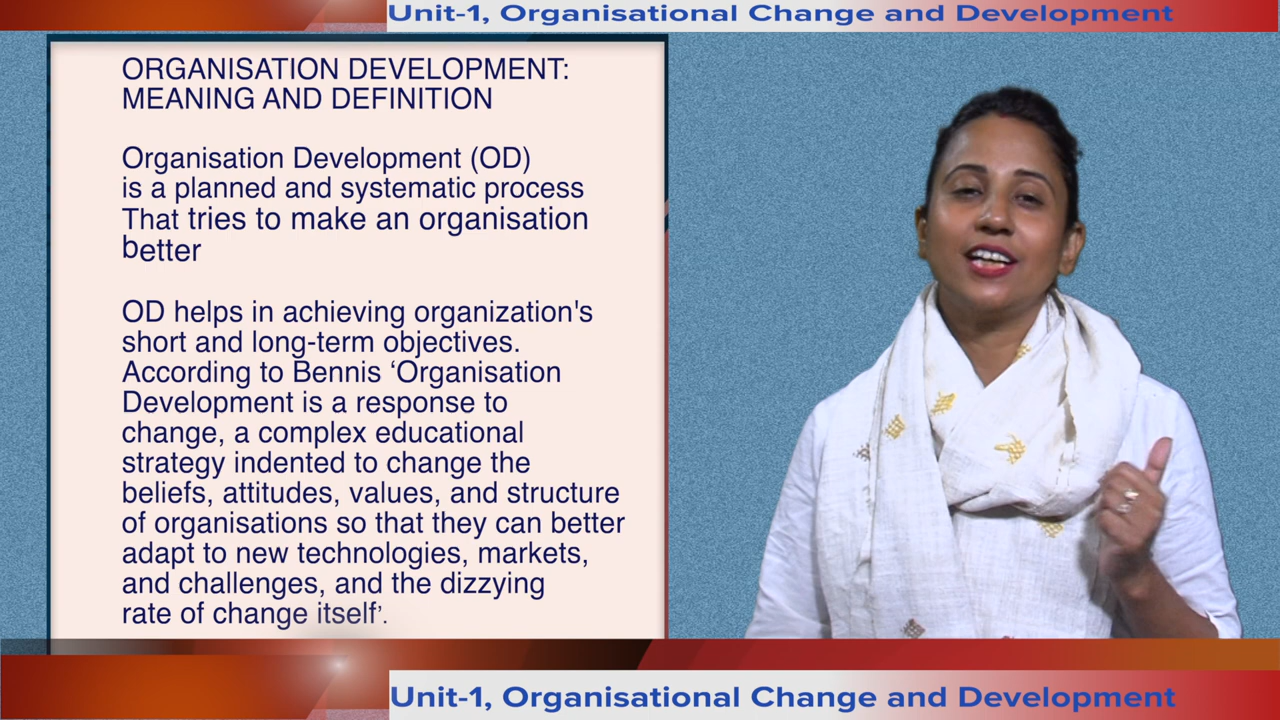 Unit-1, Organisational Change and Development
ORGANISATION DEVELOPMENT:
MEANING AND DEFINITION
Organisation Development (OD)
is a planned and systematic process
That tries to make an organisation
better
OD helps in achieving organization's
short and long-term objectives.
According to Bennis ‘Organisation
Development is a response to
change, a complex educational
strategy indented to change the
beliefs, attitudes, values, and structure
of organisations so that they can better
adapt to new technologies, markets,
and challenges, and the dizzying
rate of change itself’.
Unit-1, Organisational Change and Development